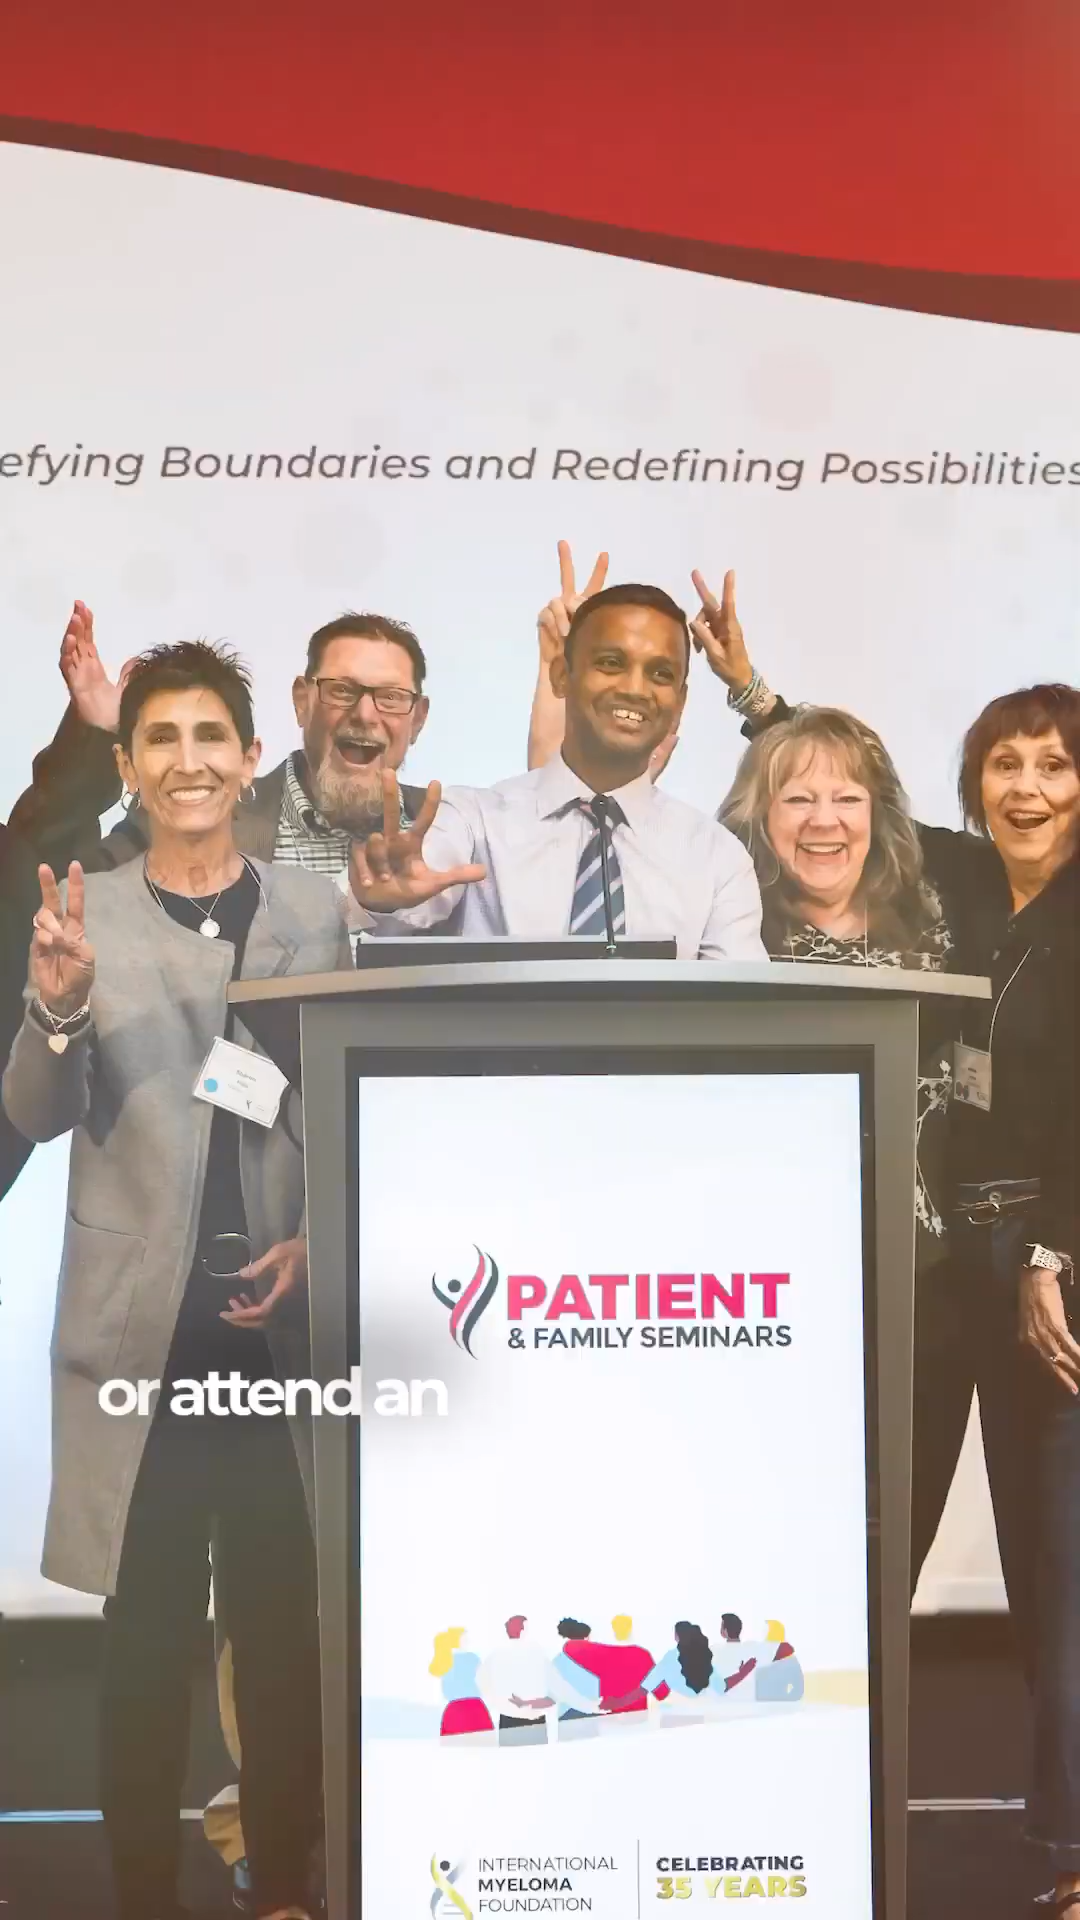 efying Boundaries and Redefining Possibilities
PATIENT
& FAMILY SEMINARS
or attend an
INTERNATIONAL
MYELOMA
FOUNDATION
CELEBRATING
35 YEARS